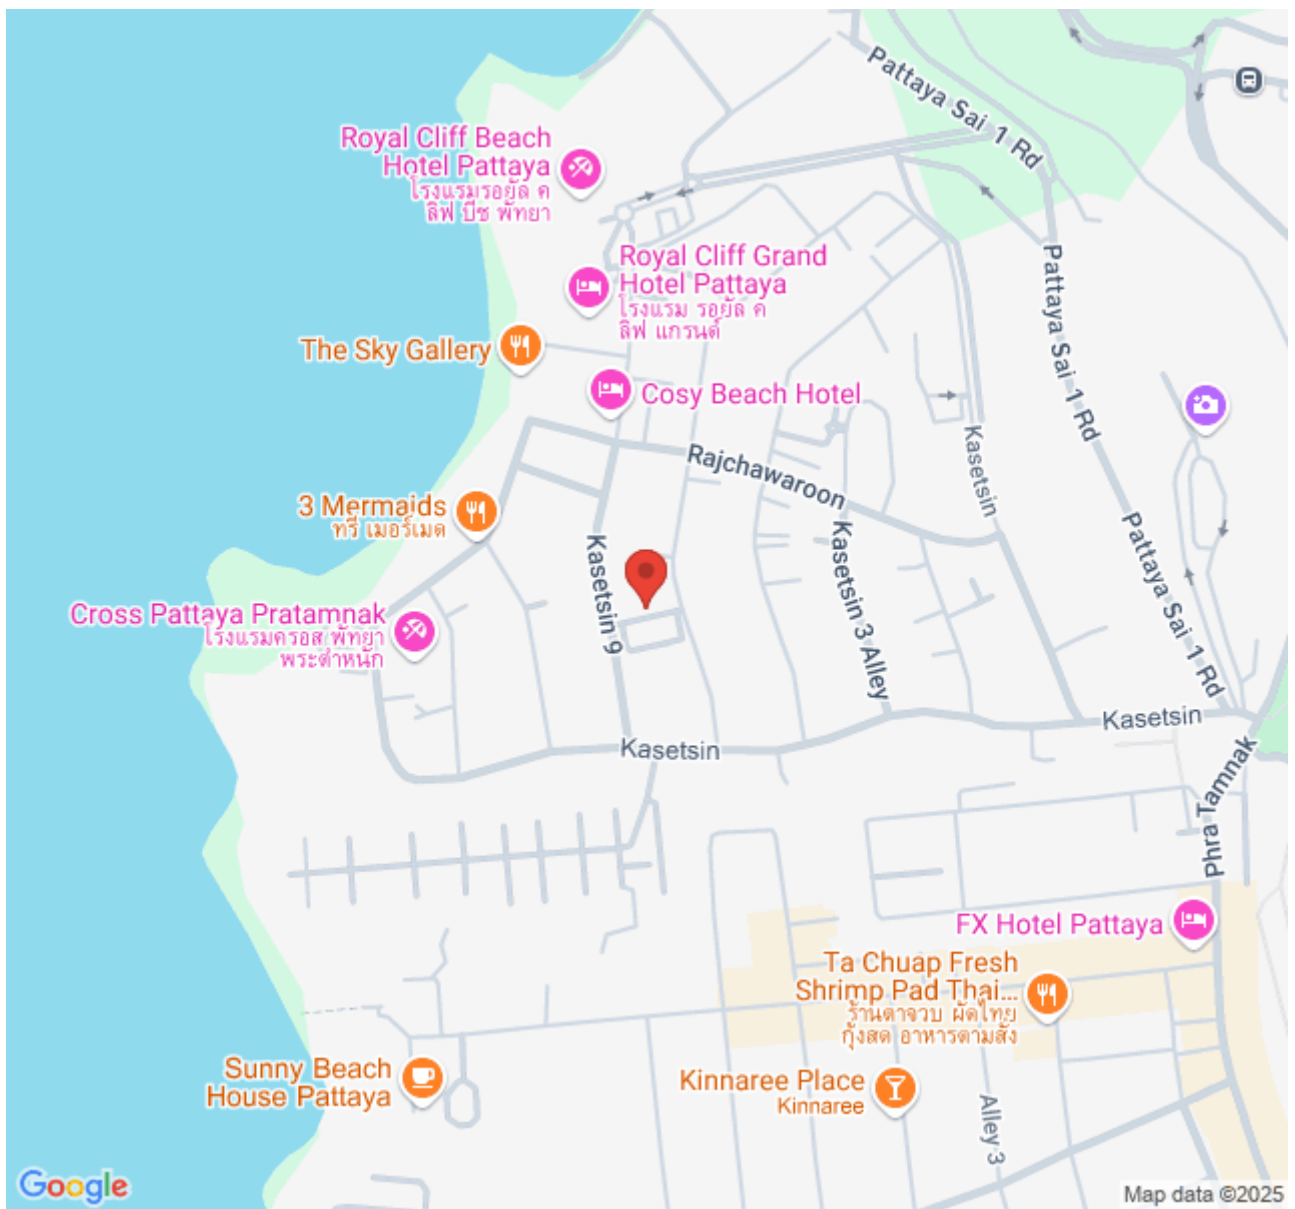 Pattaya Sai 1 Rd
Royal Cliff Beach
Hotel Pattaya
โรงแรมรอยัล ค
ลิฟ บีช พัทยา
Royal Cliff Grand
Hotel Pattaya
โรงแรม รอยัล ค
ลิฟ แกรนด์
Pattaya Sai 1 Rd
The Sky Gallery
Cosy Beach Hotel
Rajchawaroon
Kasetsin
3 Mermaids
ทรี เมอร์เมด
Kasetsin 9
Kasetsin 3 Alley
Pattaya Sai 1 Rd
Cross Pattaya Pratamnak
โรงแรมครอส พัทยา
พระตำหนัก
Kasetsin
Kasetsin
Phra Tamnak
FX Hotel Pattaya
Ta Chuap Fresh
Shrimp Pad Thai...
ร้านตาจวบ ผัดไทย
กุ้งสด อาหารตามสั่ง
Sunny Beach
House Pattaya
Kinnaree Place
Kinnaree
Alley 3
Google
Map data ©2025